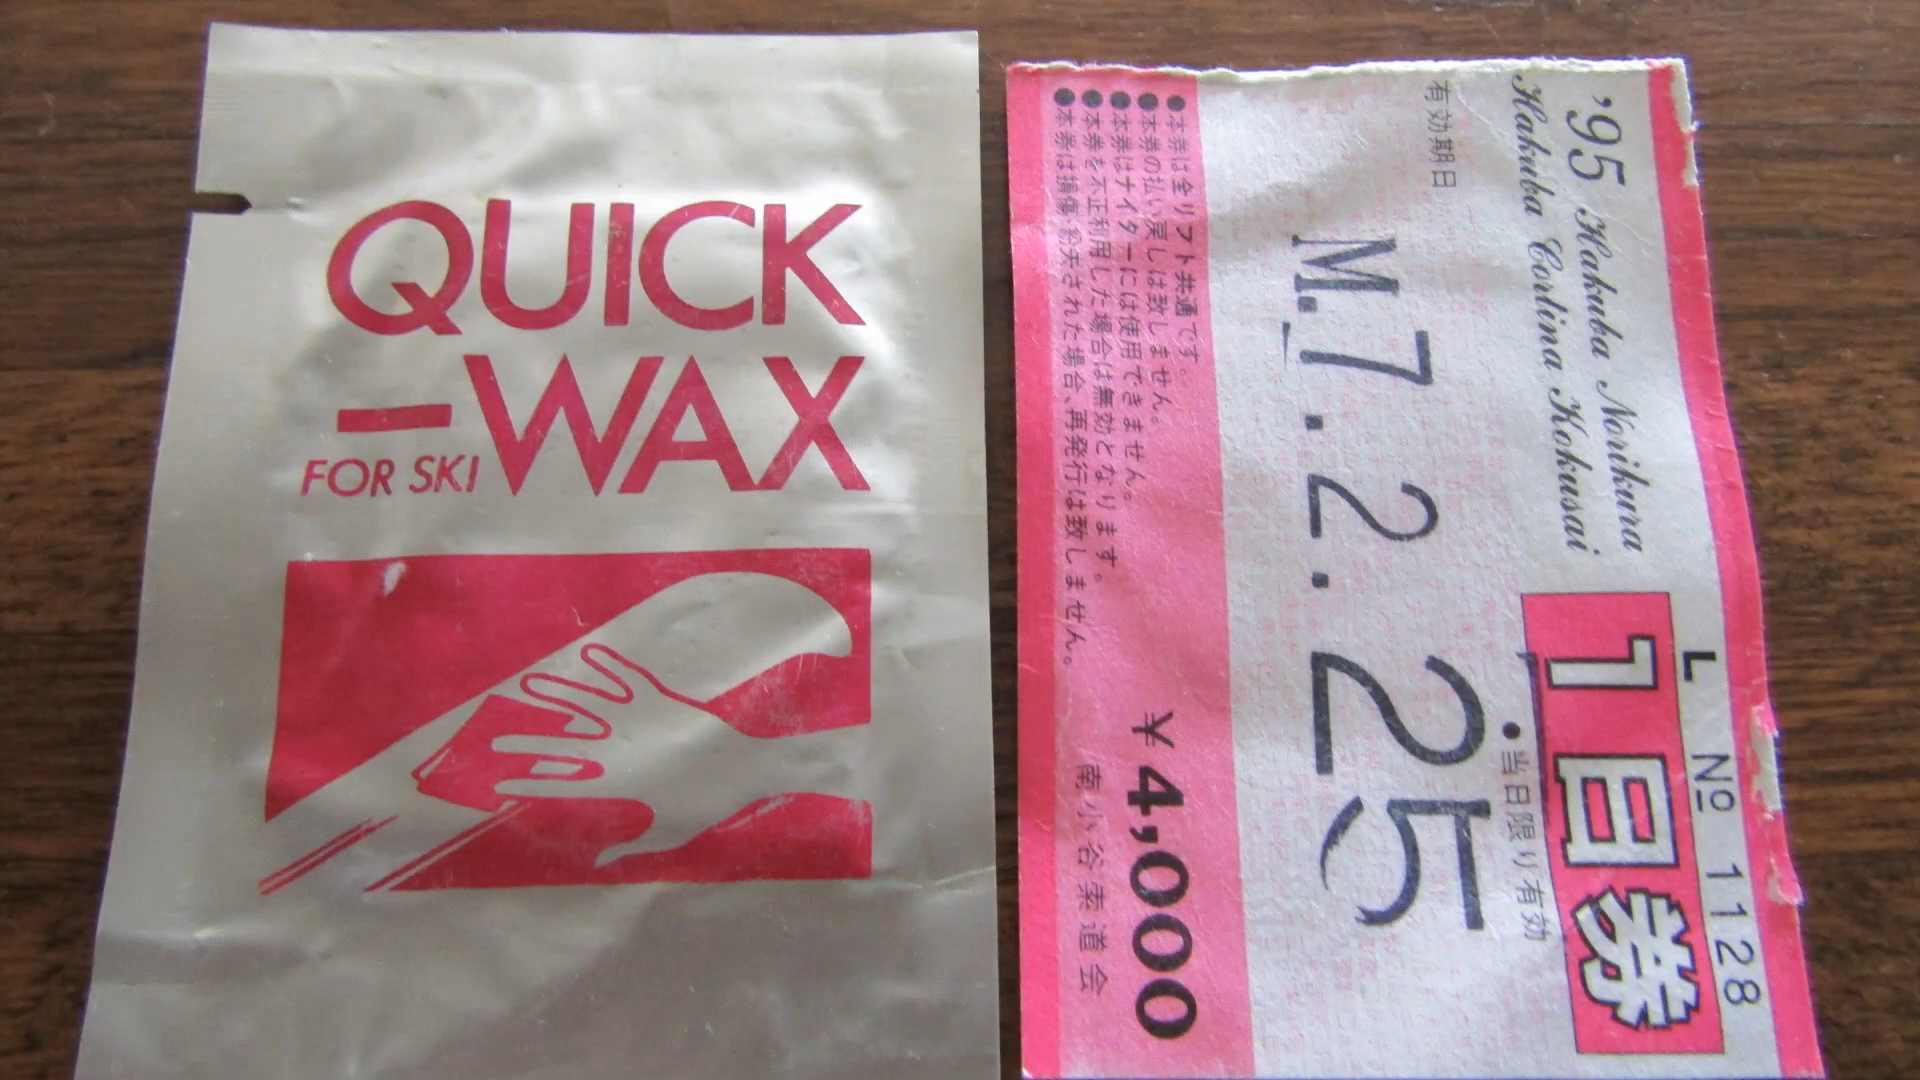 QUICK
-WAX
FOR SKI
'95 Hakuba Norikura
Hakuba Cortina Kokusai
L № 1128
1日券
●当日限り有効
有効期日
M.7.2.25
●本券は全リフト共通です。
●本券の払い戻しは致しません。
●本券はナイターには使用できません。
●本券を不正利用した場合は無効となります。
●本券は損傷・紛失された場合、再発行は致しません。
¥4,000
南小谷索道会